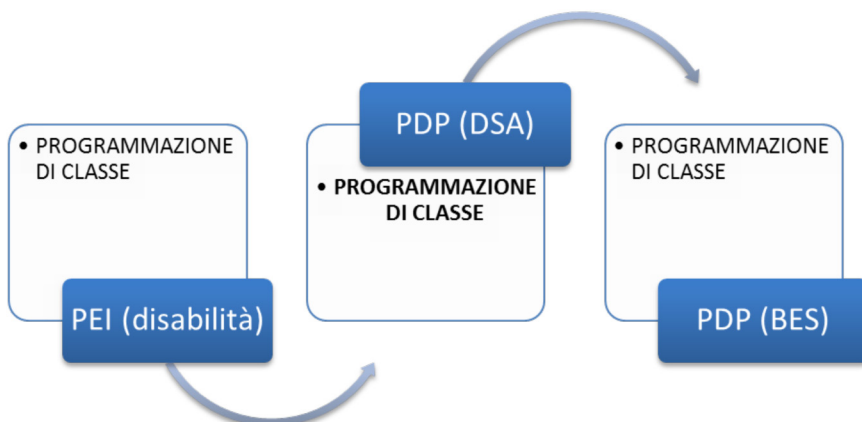 • PROGRAMMAZIONE
DI CLASSE
PEI (disabilità)
PDP (DSA)
• PROGRAMMAZIONE
DI CLASSE
• PROGRAMMAZIONE
DI CLASSE
PDP (BES)